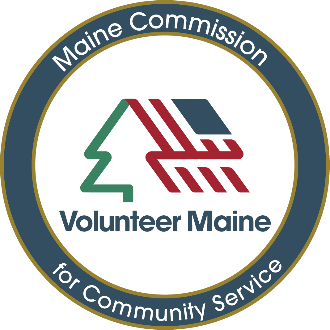 Maine Commission
Volunteer Maine
for Community Service